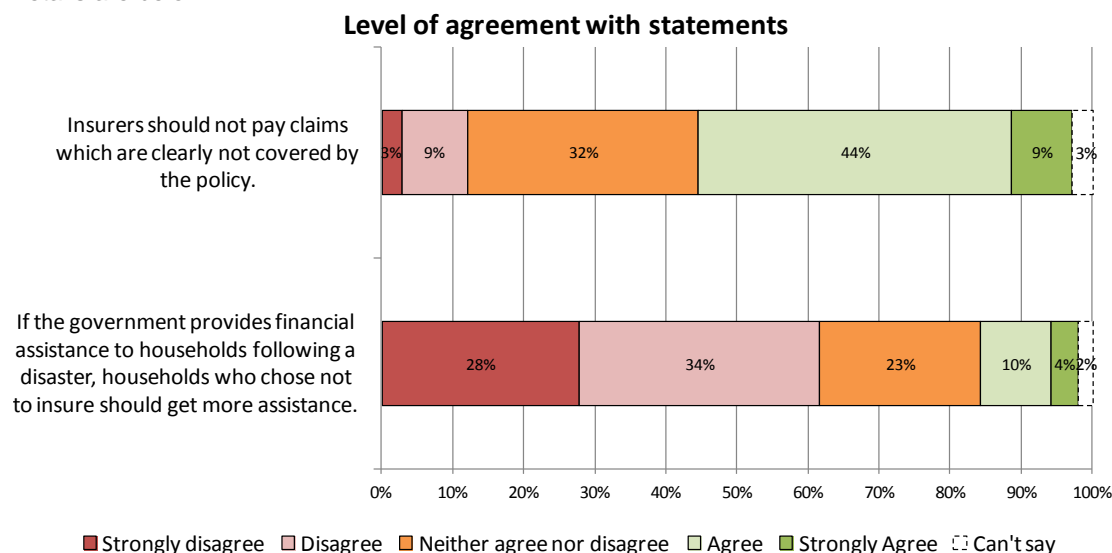 Level of agreement with statements
Insurers should not pay claims
which are clearly not covered by
the policy.
3%
9%
32%
44%
9%
3%
If the government provides financial
assistance to households following a
disaster, households who chose not
to insure should get more assistance.
28%
34%
23%
10%
4%
2%
0% 10% 20% 30% 40% 50% 60% 70% 80% 90% 100%
Strongly disagree Disagree Neither agree nor disagree Agree Strongly Agree Can't say